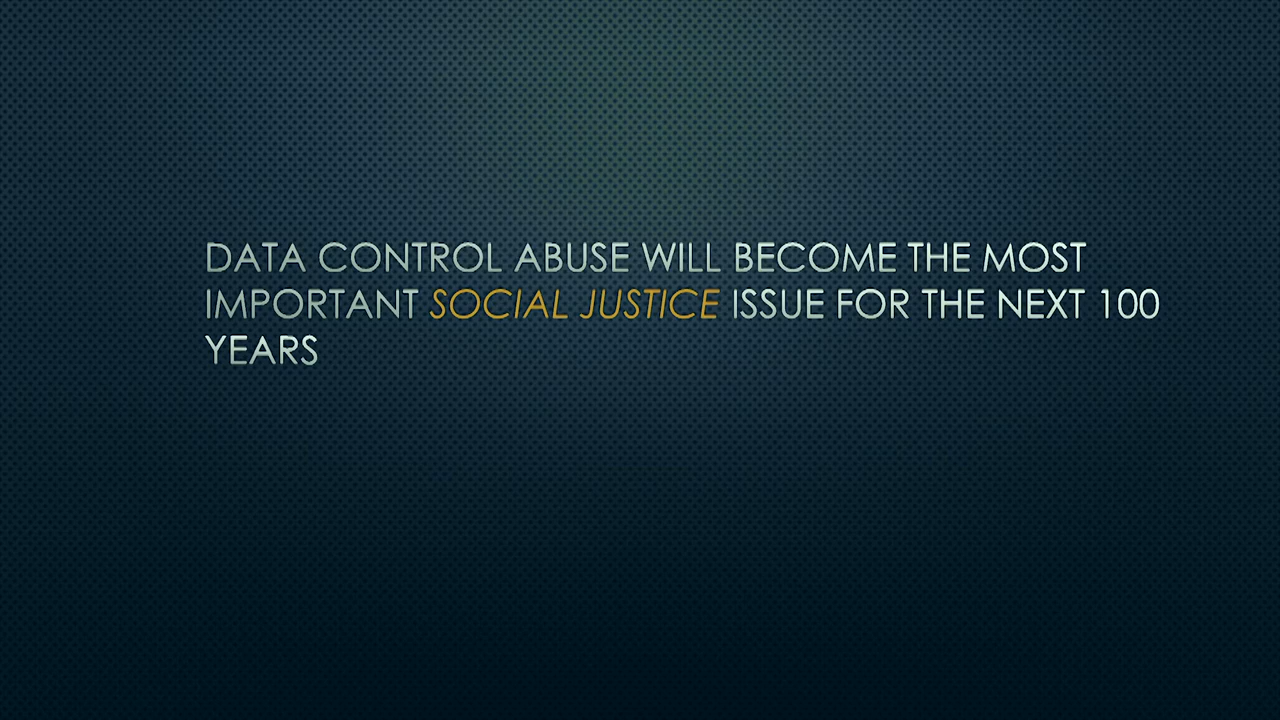 DATA CONTROL ABUSE WILL BECOME THE MOST
IMPORTANT SOCIAL JUSTICE ISSUE FOR THE NEXT 100
YEARS